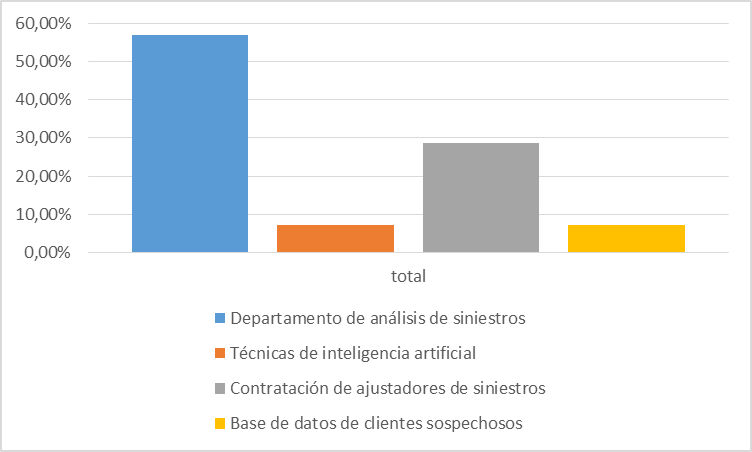 60,00%
50,00%
40,00%
30,00%
20,00%
10,00%
0,00%
total
Departamento de análisis de siniestros
Técnicas de inteligencia artificial
Contratación de ajustadores de siniestros
Base de datos de clientes sospechosos